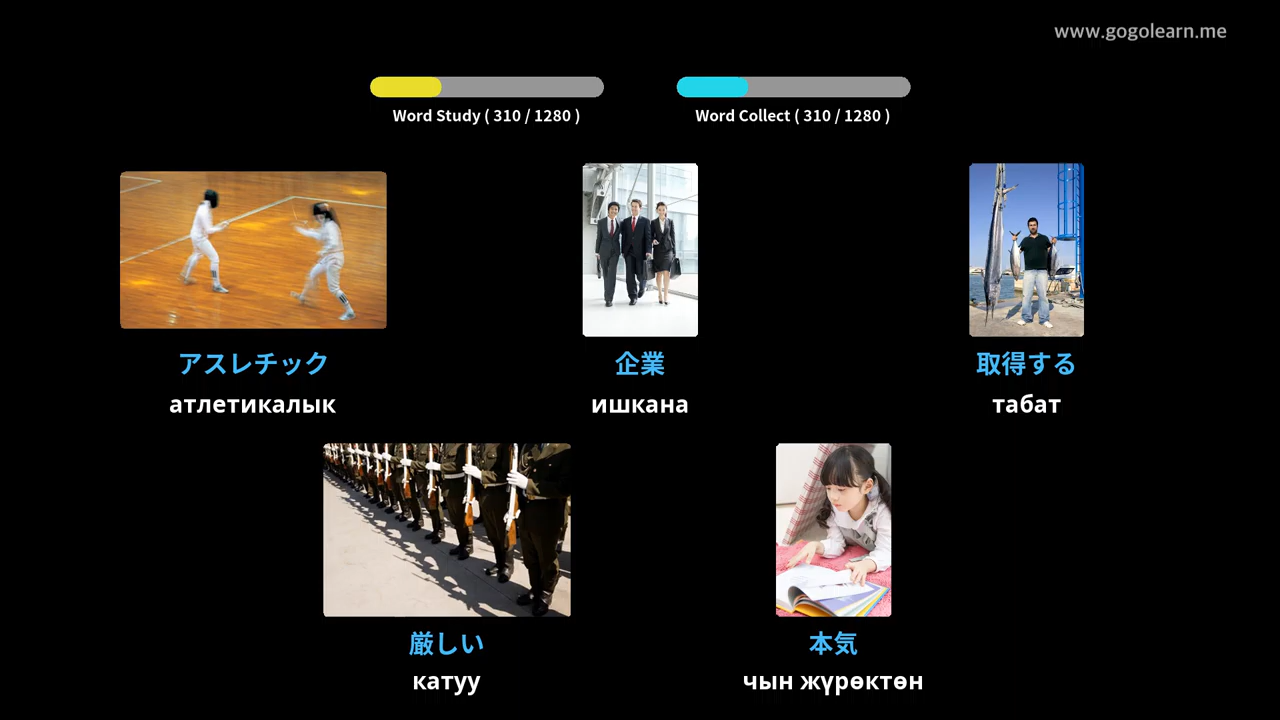 www.gogolearn.me
Word Study ( 310 / 1280 )
Word Collect ( 310 / 1280 )
アスレチック
атлетикалык
企業
ишкана
取得する
табат
厳しい
катуу
本気
чын жүрөктөн